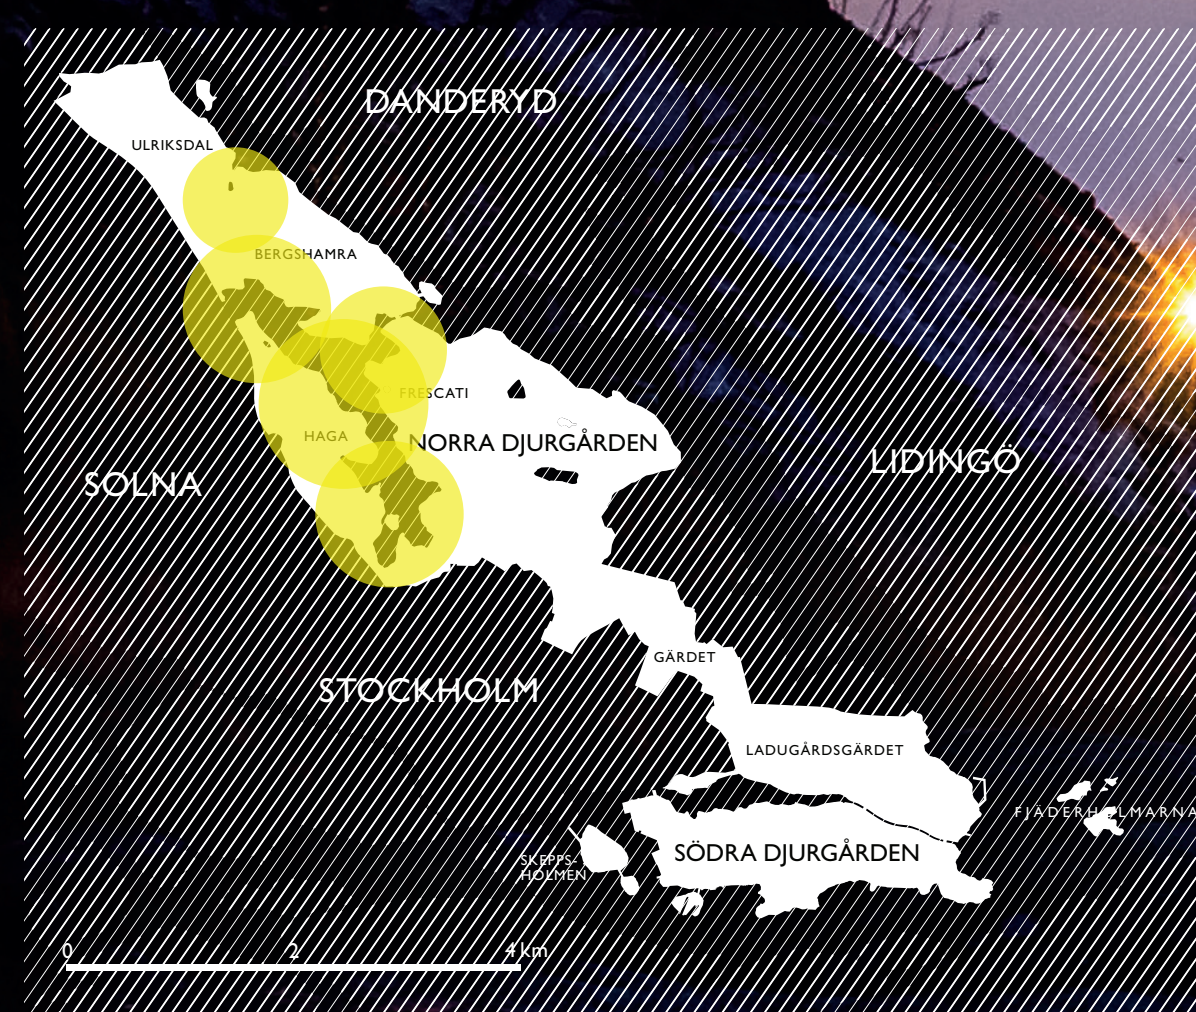 DANDERYD
ULRIKSDAL
BERGSHAMRA
FRESCATI
HAGA
NORRA DJURGÅRDEN
LIDINGÖ
SOLNA
GÄRDET
STOCKHOLM
LADUGÅRDSGÄRDET
FJÄDERHOLMARNA
SÖDRA DJURGÅRDEN
SKEPPS-
HOLMEN
0 2 4 km